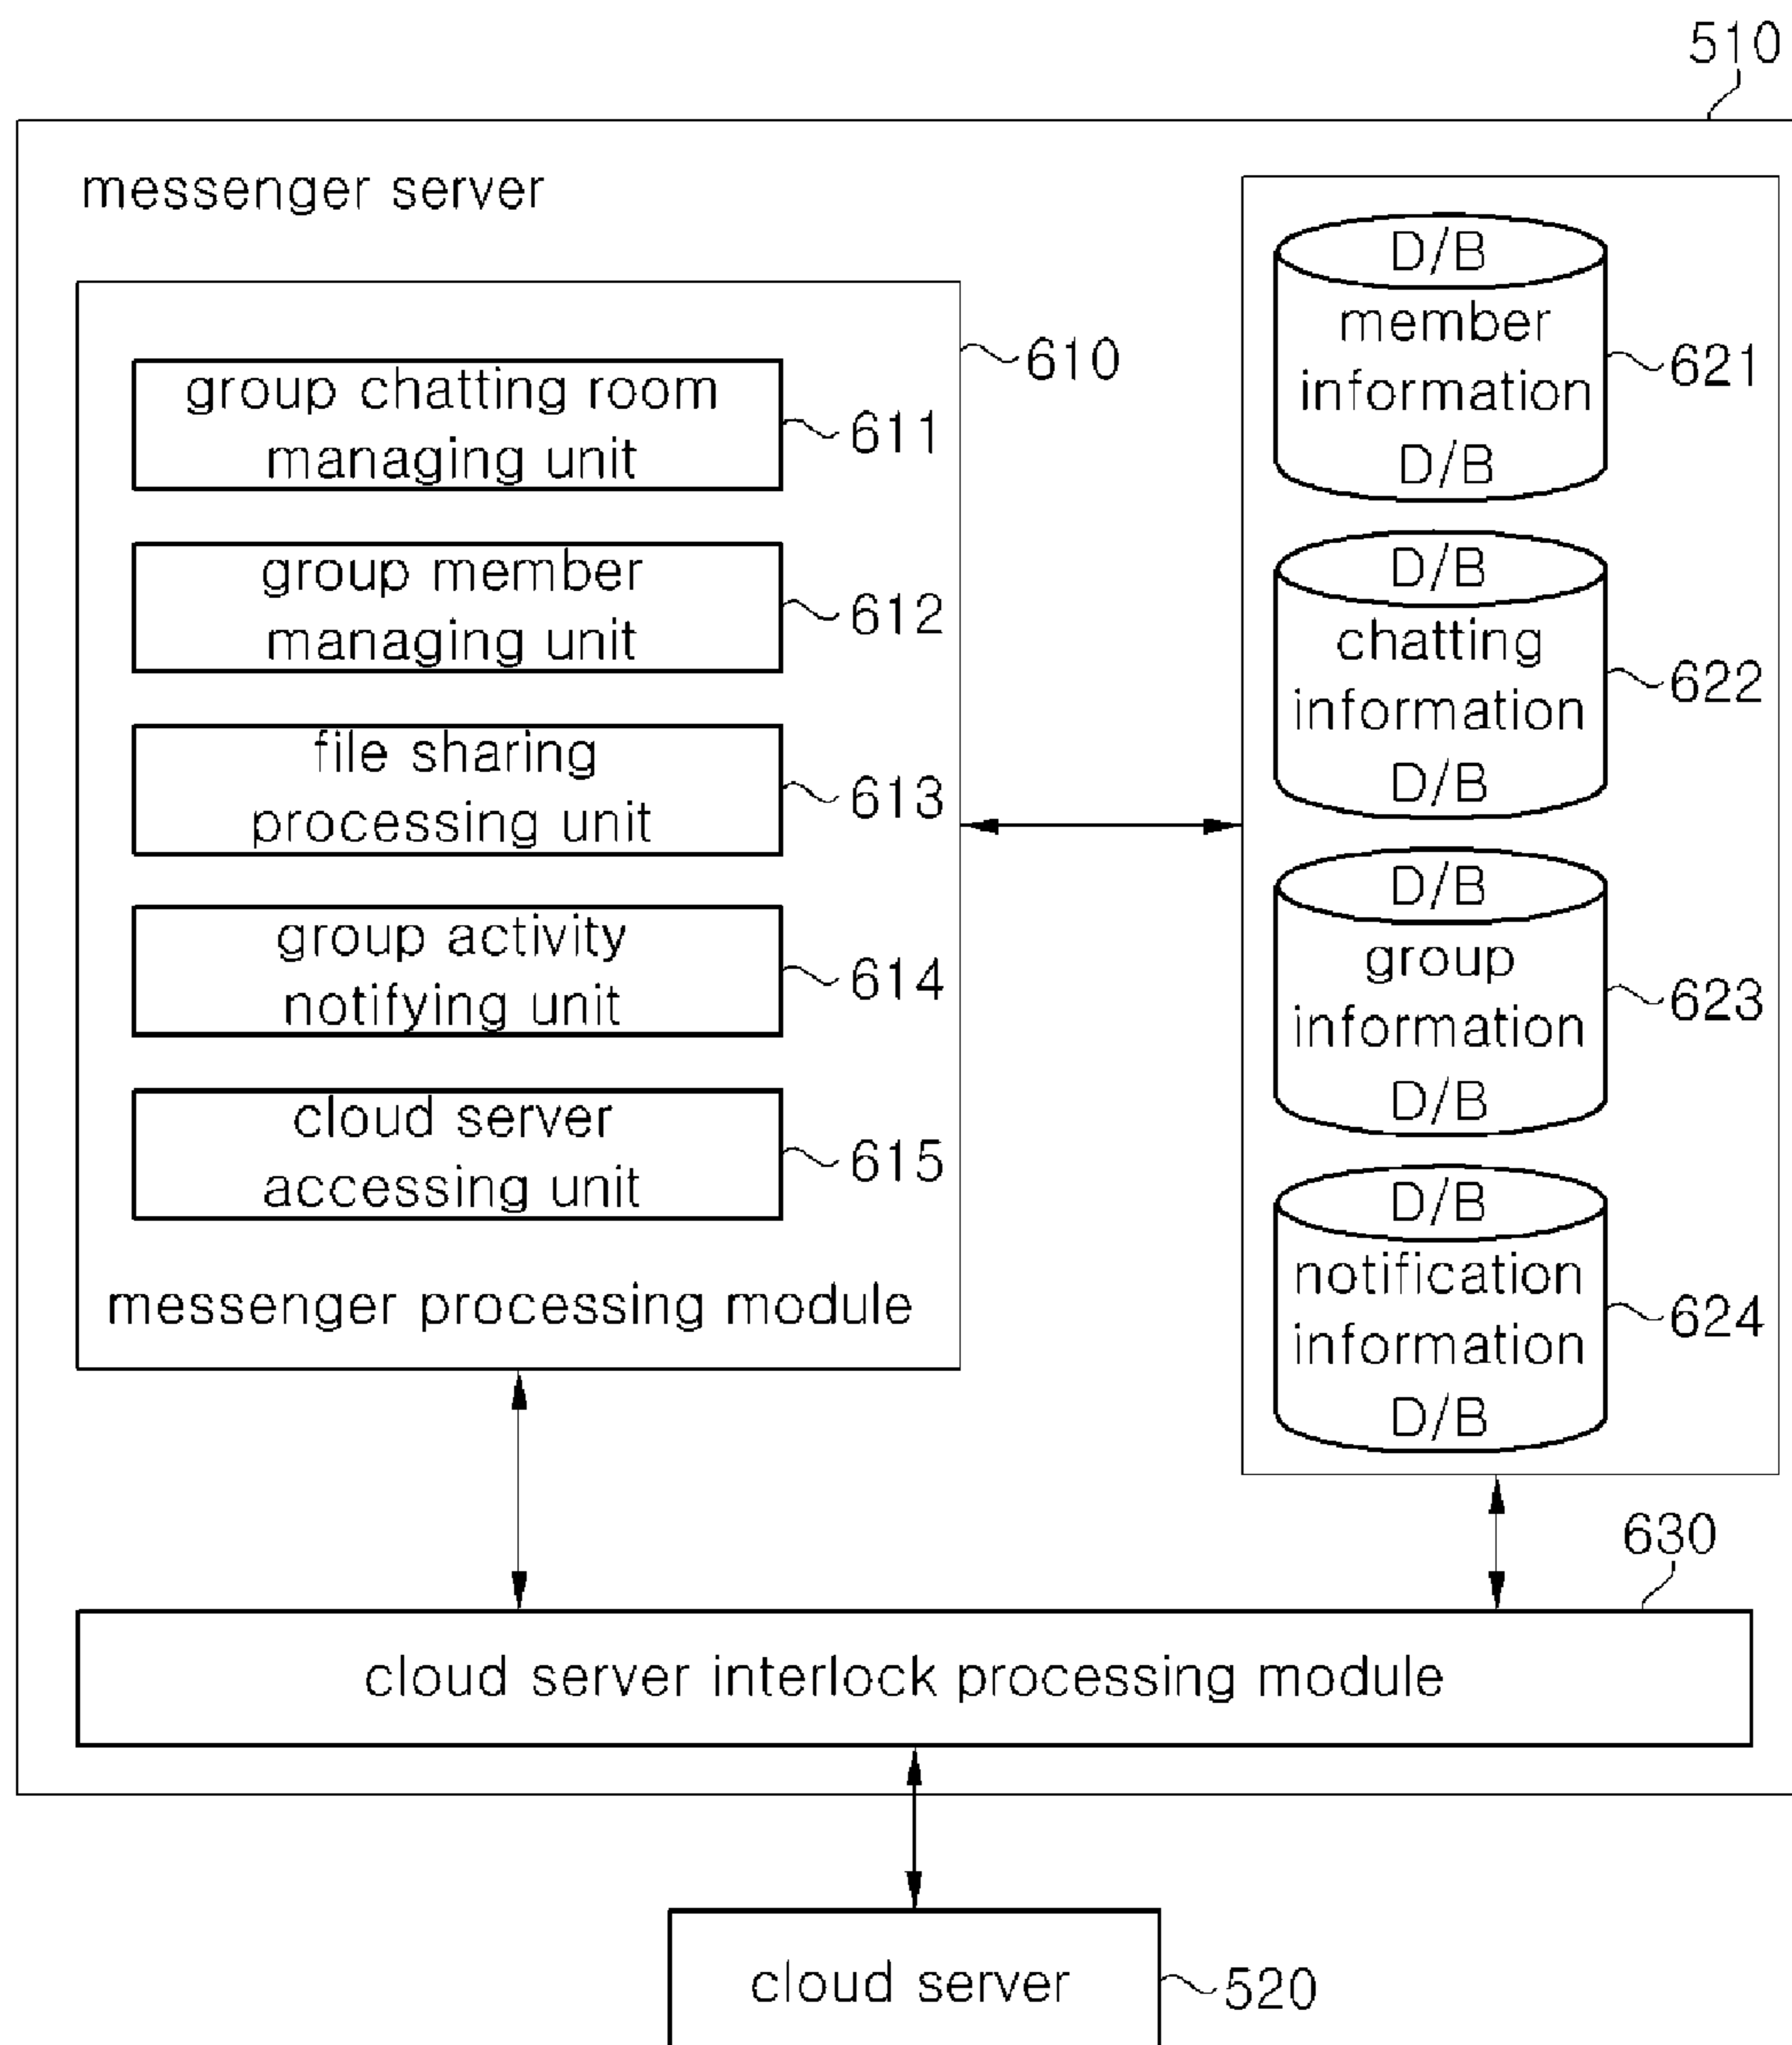 510
messenger server
610
group chatting room
managing unit
611
group member
managing unit
612
file sharing
processing unit
613
group activity
notifying unit
614
cloud server
accessing unit
615
messenger processing module
D/B
member
information
D/B
621
D/B
chatting
information
D/B
622
D/B
group
information
D/B
623
D/B
notification
information
D/B
624
630
cloud server interlock processing module
cloud server
520